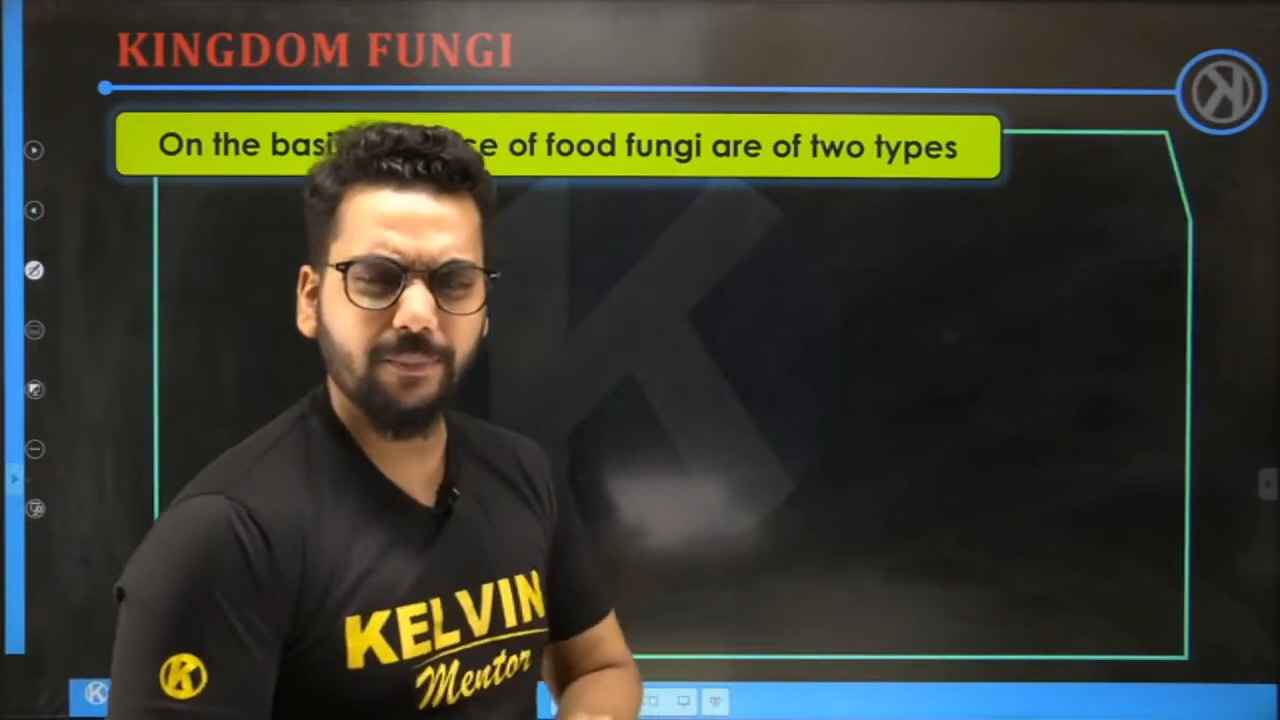 KINGDOM FUNGI
On the basi ce of food fungi are of two types
KELVIN
Mentor